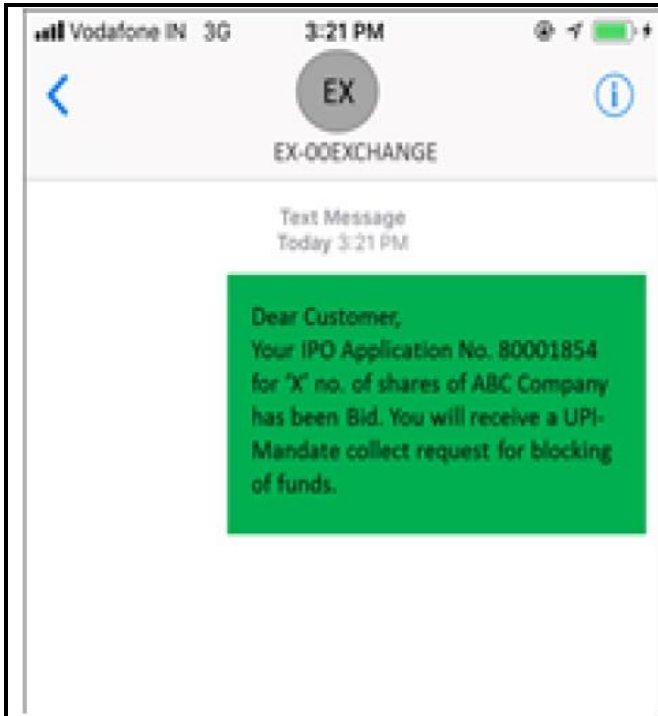 Vodafone IN 3G 3:21 PM
EX
EX-00EXCHANGE
Text Message
Today 3:21 PM
Dear Customer,
Your IPO Application No. 80001854
for 'X' no. of shares of ABC Company
has been Bid. You will receive a UPI-
Mandate collect request for blocking
of funds.